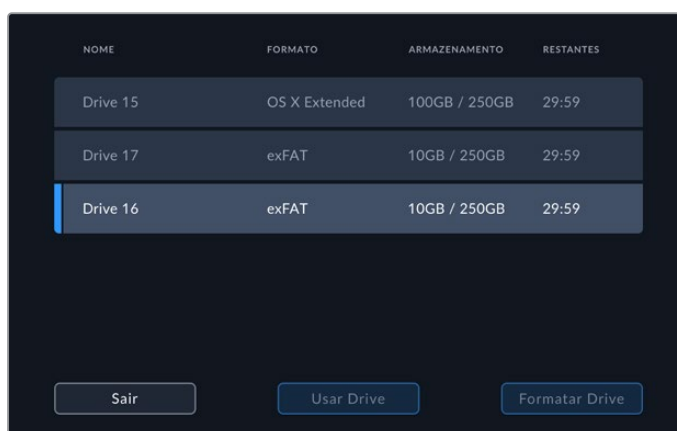 NOME FORMATO ARMAZENAMENTO RESTANTES
Drive 15 OS X Extended 100GB / 250GB 29:59
Drive 17 exFAT 10GB / 250GB 29:59
Drive 16 exFAT 10GB / 250GB 29:59
Sair Usar Drive Formatar Drive